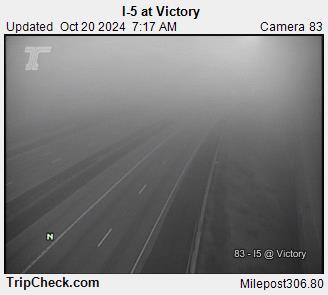 I-5 at Victory
Updated Oct 20 2024 7:17 AM Camera 83
T
N
83 - I5 @ Victory
TripCheck.com Milepost306.80